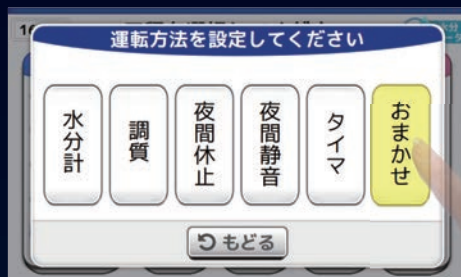 運転方法を設定してください
水分計
調質
夜間休止
夜間静音
タイマ
おまかせ
もどる